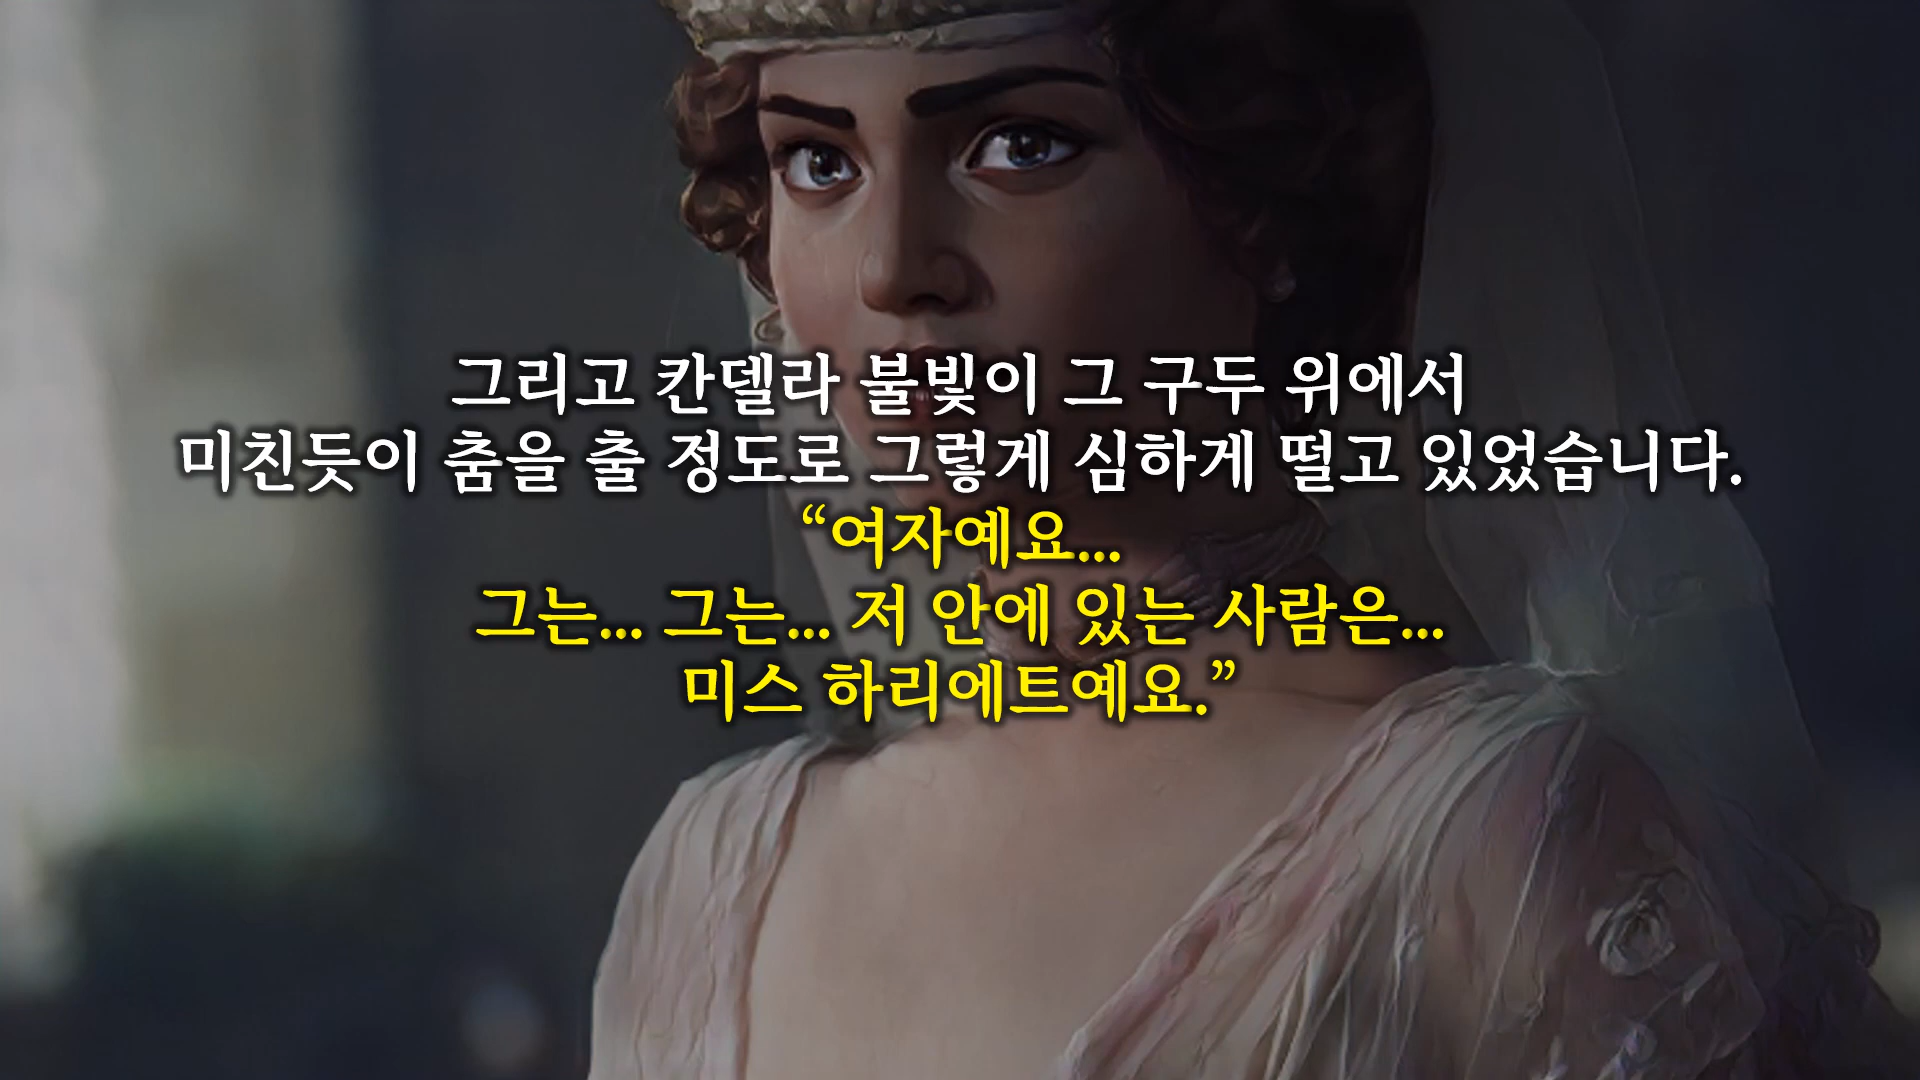 그리고 칸델라 불빛이 그 구두 위에서
미친듯이 춤을 출 정도로 그렇게 심하게 떨고 있었습니다.
“여자예요...
그는... 그는... 저 안에 있는 사람은...
미스 하리에트예요.”